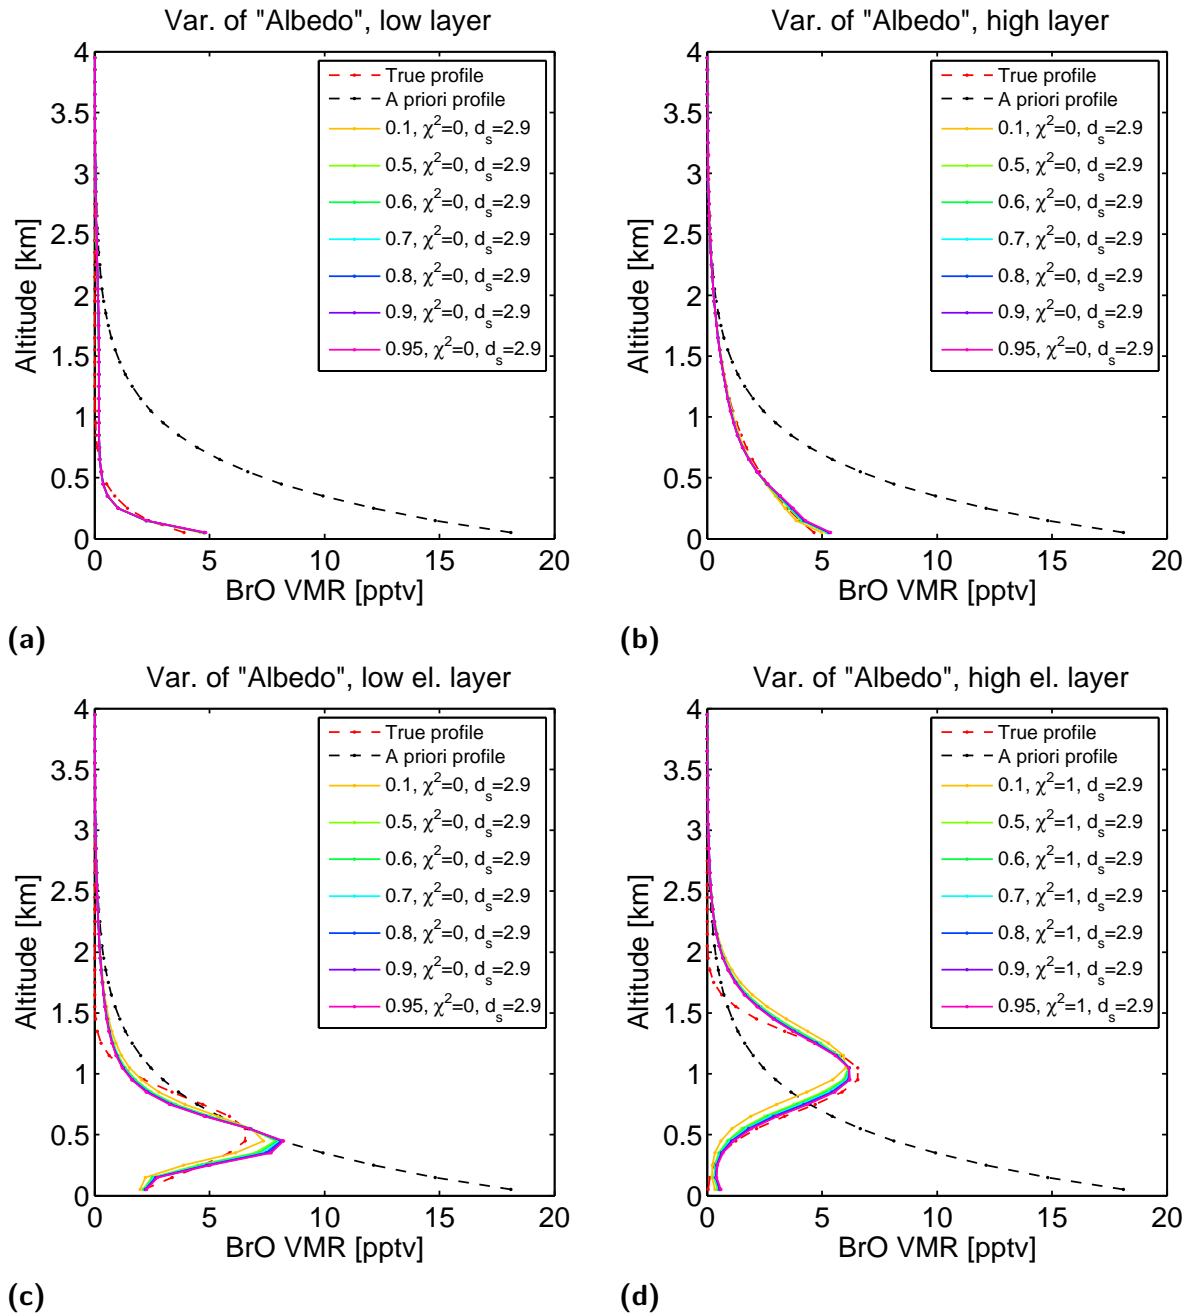 Var. of "Albedo", low layer
4
3.5
3
2.5
2
1.5
1
0.5
0
Altitude [km]
True profile
A priori profile
0.1, χ²=0, dₛ=2.9
0.5, χ²=0, dₛ=2.9
0.6, χ²=0, dₛ=2.9
0.7, χ²=0, dₛ=2.9
0.8, χ²=0, dₛ=2.9
0.9, χ²=0, dₛ=2.9
0.95, χ²=0, dₛ=2.9
0 5 10 15 20
BrO VMR [pptv]
(a)
Var. of "Albedo", high layer
4
3.5
3
2.5
2
1.5
1
0.5
0
Altitude [km]
True profile
A priori profile
0.1, χ²=0, dₛ=2.9
0.5, χ²=0, dₛ=2.9
0.6, χ²=0, dₛ=2.9
0.7, χ²=0, dₛ=2.9
0.8, χ²=0, dₛ=2.9
0.9, χ²=0, dₛ=2.9
0.95, χ²=0, dₛ=2.9
0 5 10 15 20
BrO VMR [pptv]
(b)
Var. of "Albedo", low el. layer
4
3.5
3
2.5
2
1.5
1
0.5
0
Altitude [km]
True profile
A priori profile
0.1, χ²=0, dₛ=2.9
0.5, χ²=0, dₛ=2.9
0.6, χ²=0, dₛ=2.9
0.7, χ²=0, dₛ=2.9
0.8, χ²=0, dₛ=2.9
0.9, χ²=0, dₛ=2.9
0.95, χ²=0, dₛ=2.9
0 5 10 15 20
BrO VMR [pptv]
(c)
Var. of "Albedo", high el. layer
4
3.5
3
2.5
2
1.5
1
0.5
0
Altitude [km]
True profile
A priori profile
0.1, χ²=1, dₛ=2.9
0.5, χ²=1, dₛ=2.9
0.6, χ²=1, dₛ=2.9
0.7, χ²=1, dₛ=2.9
0.8, χ²=1, dₛ=2.9
0.9, χ²=1, dₛ=2.9
0.95, χ²=1, dₛ=2.9
0 5 10 15 20
BrO VMR [pptv]
(d)